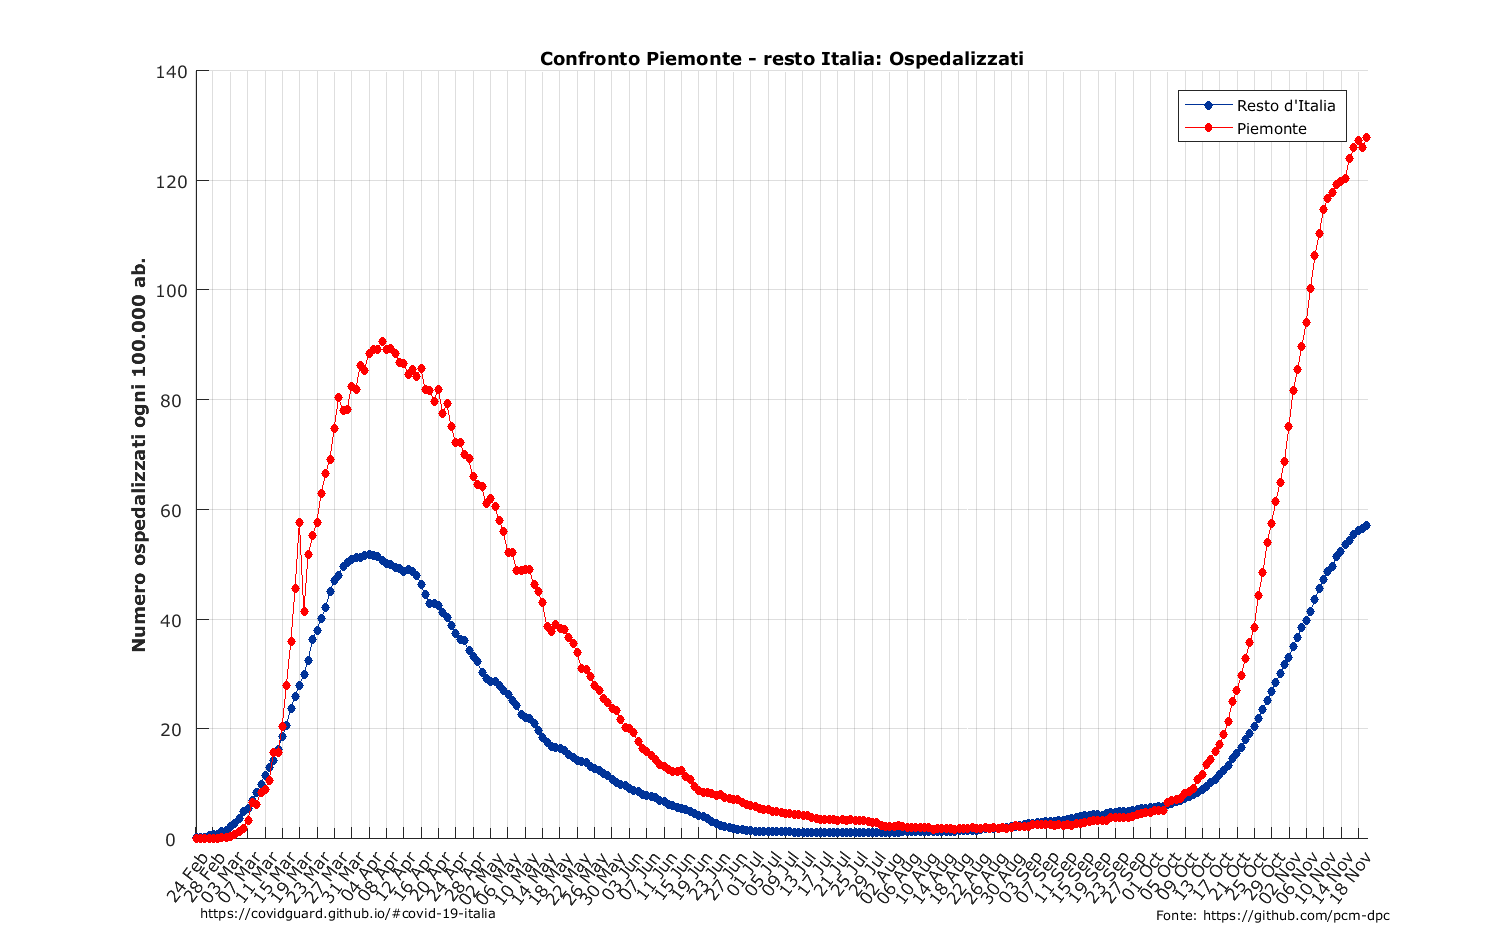 Confronto Piemonte - resto Italia: Ospedalizzati
Resto d'Italia
Piemonte
Numero ospedalizzati ogni 100.000 ab.
140
120
100
80
60
40
20
0
24 Feb
28 Feb
03 Mar
07 Mar
11 Mar
15 Mar
19 Mar
23 Mar
27 Mar
31 Mar
04 Apr
08 Apr
12 Apr
16 Apr
20 Apr
24 Apr
28 Apr
02 May
06 May
10 May
14 May
18 May
22 May
26 May
30 May
03 Jun
07 Jun
11 Jun
15 Jun
19 Jun
23 Jun
27 Jun
01 Jul
05 Jul
09 Jul
13 Jul
17 Jul
21 Jul
25 Jul
29 Jul
02 Aug
06 Aug
10 Aug
14 Aug
18 Aug
22 Aug
26 Aug
30 Aug
03 Sep
07 Sep
11 Sep
15 Sep
19 Sep
23 Sep
27 Sep
01 Oct
05 Oct
09 Oct
13 Oct
17 Oct
21 Oct
25 Oct
29 Oct
02 Nov
06 Nov
10 Nov
14 Nov
18 Nov
https://covidguard.github.io/#covid-19-italia
Fonte: https://github.com/pcm-dpc